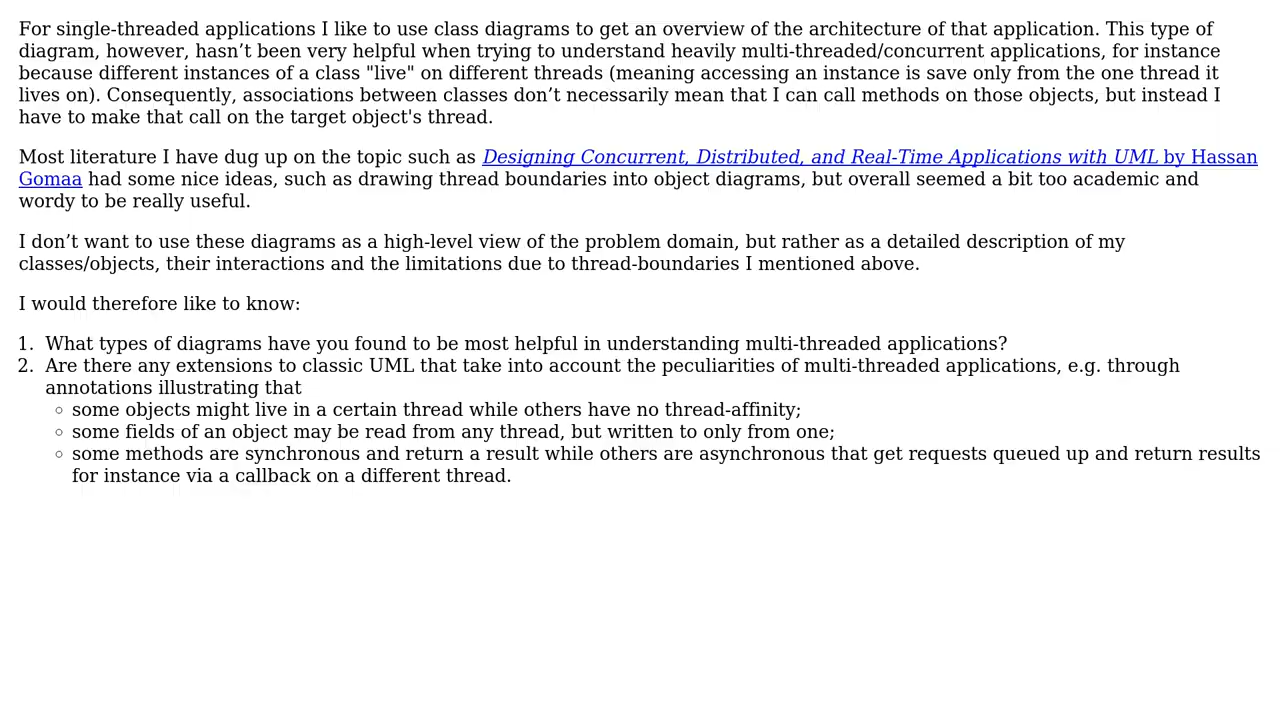 For single-threaded applications I like to use class diagrams to get an overview of the architecture of that application. This type of
diagram, however, hasn’t been very helpful when trying to understand heavily multi-threaded/concurrent applications, for instance
because different instances of a class "live" on different threads (meaning accessing an instance is save only from the one thread it
lives on). Consequently, associations between classes don’t necessarily mean that I can call methods on those objects, but instead I
have to make that call on the target object's thread.
Most literature I have dug up on the topic such as Designing Concurrent, Distributed, and Real-Time Applications with UML by Hassan
Gomaa had some nice ideas, such as drawing thread boundaries into object diagrams, but overall seemed a bit too academic and
wordy to be really useful.
I don’t want to use these diagrams as a high-level view of the problem domain, but rather as a detailed description of my
classes/objects, their interactions and the limitations due to thread-boundaries I mentioned above.
I would therefore like to know:
1. What types of diagrams have you found to be most helpful in understanding multi-threaded applications?
2. Are there any extensions to classic UML that take into account the peculiarities of multi-threaded applications, e.g. through
annotations illustrating that
◦ some objects might live in a certain thread while others have no thread-affinity;
◦ some fields of an object may be read from any thread, but written to only from one;
◦ some methods are synchronous and return a result while others are asynchronous that get requests queued up and return results
for instance via a callback on a different thread.